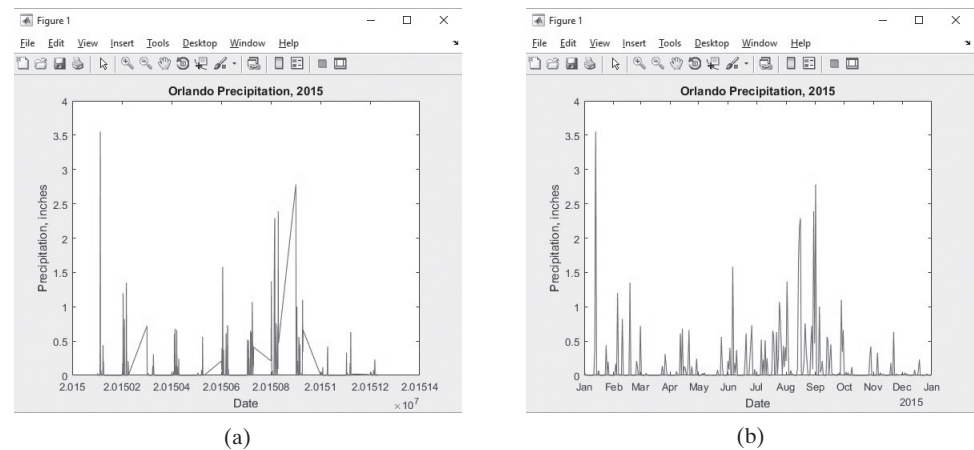 Figure 1
File Edit View Insert Tools Desktop Window Help
Orlando Precipitation, 2015
4
3.5
3
2.5
2
1.5
1
0.5
0
Precipitation, inches
2.015 2.01502 2.01504 2.01506 2.01508 2.0151 2.01512 2.01514
Date
×10⁷
(a)
Figure 1
File Edit View Insert Tools Desktop Window Help
Orlando Precipitation, 2015
4
3.5
3
2.5
2
1.5
1
0.5
0
Precipitation, inches
Jan Feb Mar Apr May Jun Jul Aug Sep Oct Nov Dec Jan
Date
2015
(b)